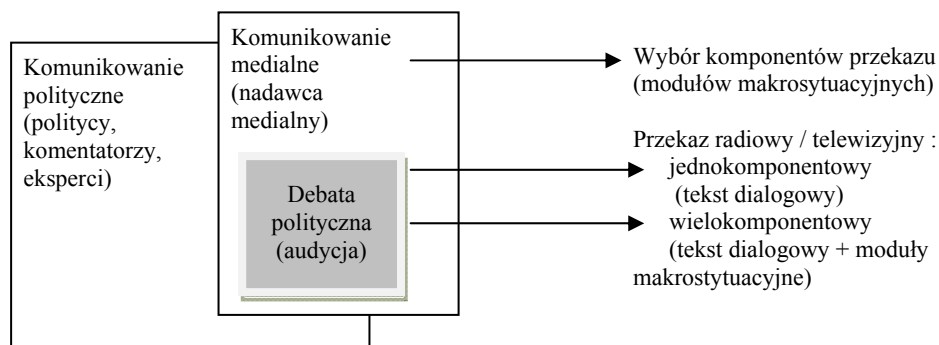 Komunikowanie
polityczne
(politycy,
komentatorzy,
eksperci)
Komunikowanie
medialne
(nadawca
medialny)
Debata
polityczna
(audycja)
Wybór komponentów przekazu
(modułów makrosytuacyjnych)
Przekaz radiowy / telewizyjny :
jednokomponentowy
(tekst dialogowy)
wielokomponentowy
(tekst dialogowy + moduły
makrostytuacyjne)